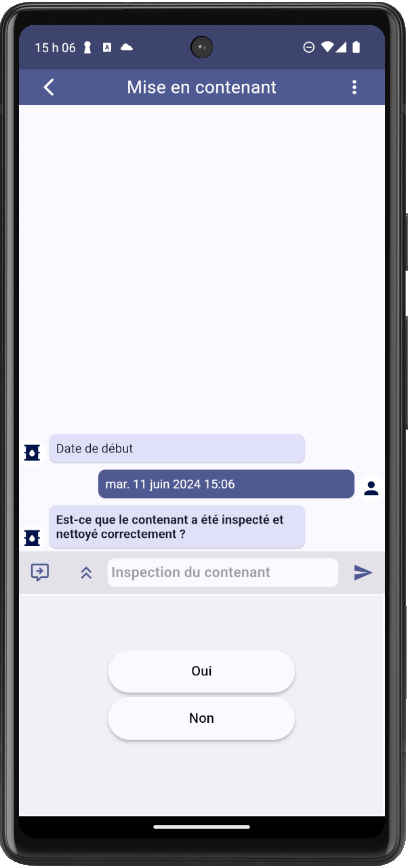 15 h 06
Mise en contenant
Date de début
mar. 11 juin 2024 15:06
Est-ce que le contenant a été inspecté et
nettoyé correctement ?
Inspection du contenant
Oui
Non